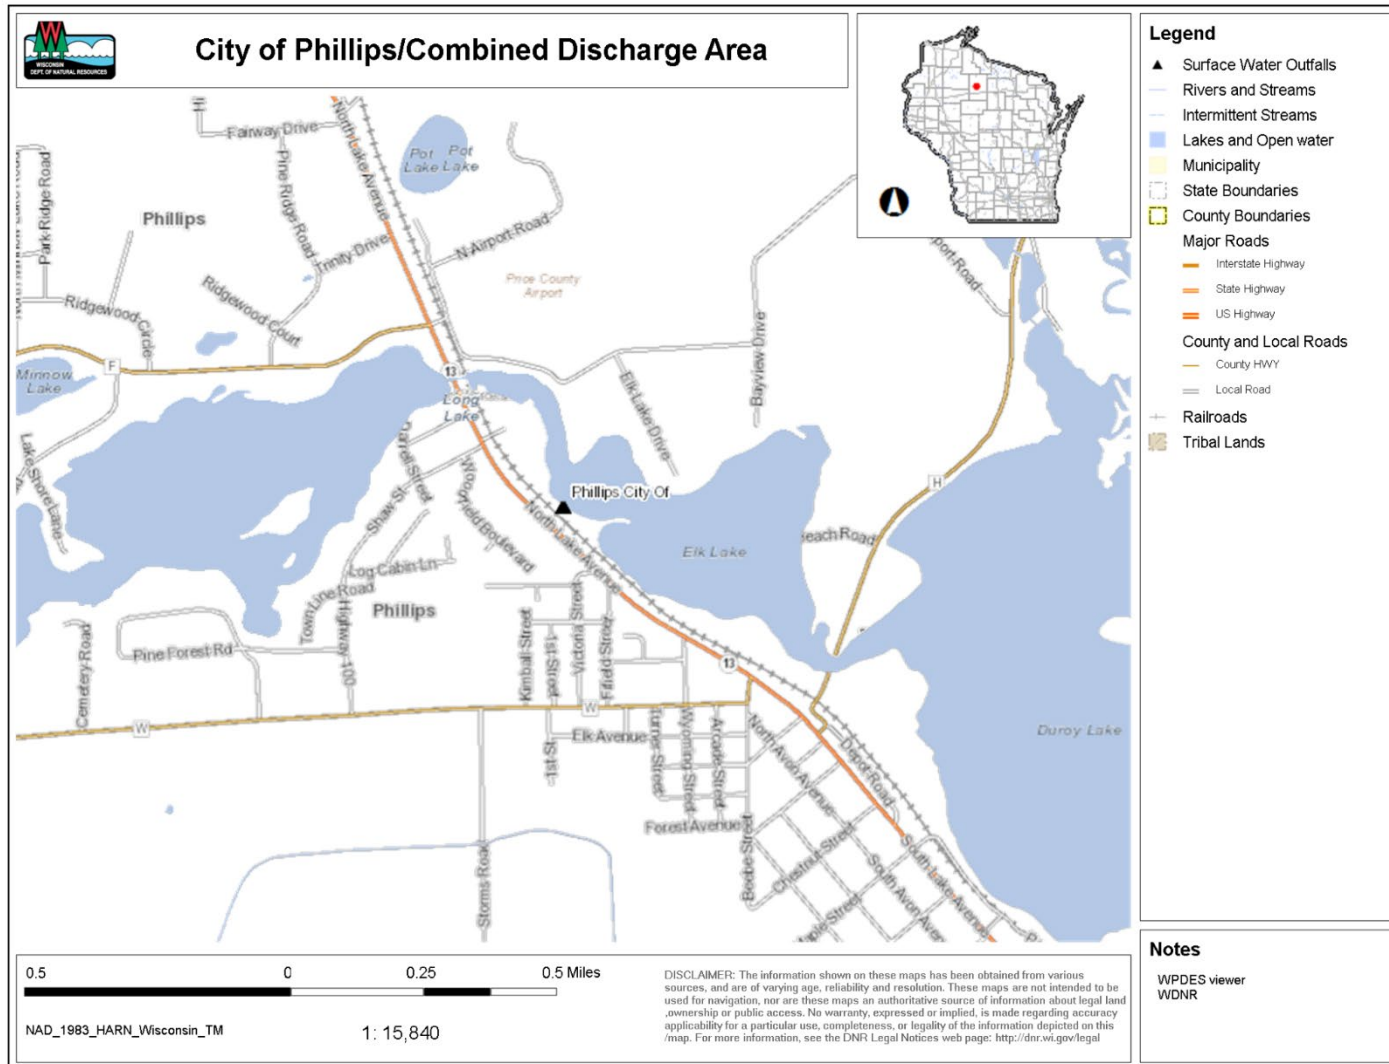 WISCONSIN
DEPT. OF NATURAL RESOURCES
City of Phillips/Combined Discharge Area
Legend
Surface Water Outfalls
Rivers and Streams
Intermittent Streams
Lakes and Open water
Municipality
State Boundaries
County Boundaries
Major Roads
Interstate Highway
State Highway
US Highway
County and Local Roads
County HWY
Local Road
Railroads
Tribal Lands
Fairway Drive
North Lake Avenue
Pot Lake
Pot Lake
Park Ridge Road
Phillips
Pine Ridge Road
Trinity Drive
N Airport Road
Price County
Airport
Ridgewood Circle
Ridgewood Court
F
Minnow
Lake
13
Long
Lake
Elk Lake Drive
Bayview Drive
H
Lake Shore Lane
Darrell Street
Shaw St
Phillips City Of
North Lake Avenue
Elk Lake
Log Cabin Ln
Town Line Road
Highway 100
Phillips
Pine Forest Rd
Cemetery Road
Kimball Street
1st Street
Victoria Street
Fifield Street
13
W
W
Elk Avenue
1st St
Turner Street
Wyoming Street
Arcade Street
North Avon Avenue
Depot Road
Duroy Lake
Forest Avenue
Beebe Street
Chestnut Street
South Avon Avenue
South Lake Avenue
Storms Road
0.5
0
0.25
0.5 Miles
NAD_1983_HARN_Wisconsin_TM
1: 15,840
DISCLAIMER: The information shown on these maps has been obtained from various
sources, and are of varying age, reliability and resolution. These maps are not intended to be
used for navigation, nor are these maps an authoritative source of information about legal land
,ownership or public access. No warranty, expressed or implied, is made regarding accuracy
applicability for a particular use, completeness, or legality of the information depicted on this
/map. For more information, see the DNR Legal Notices web page: http://dnr.wi.gov/legal
Notes
WPDES viewer
WDNR